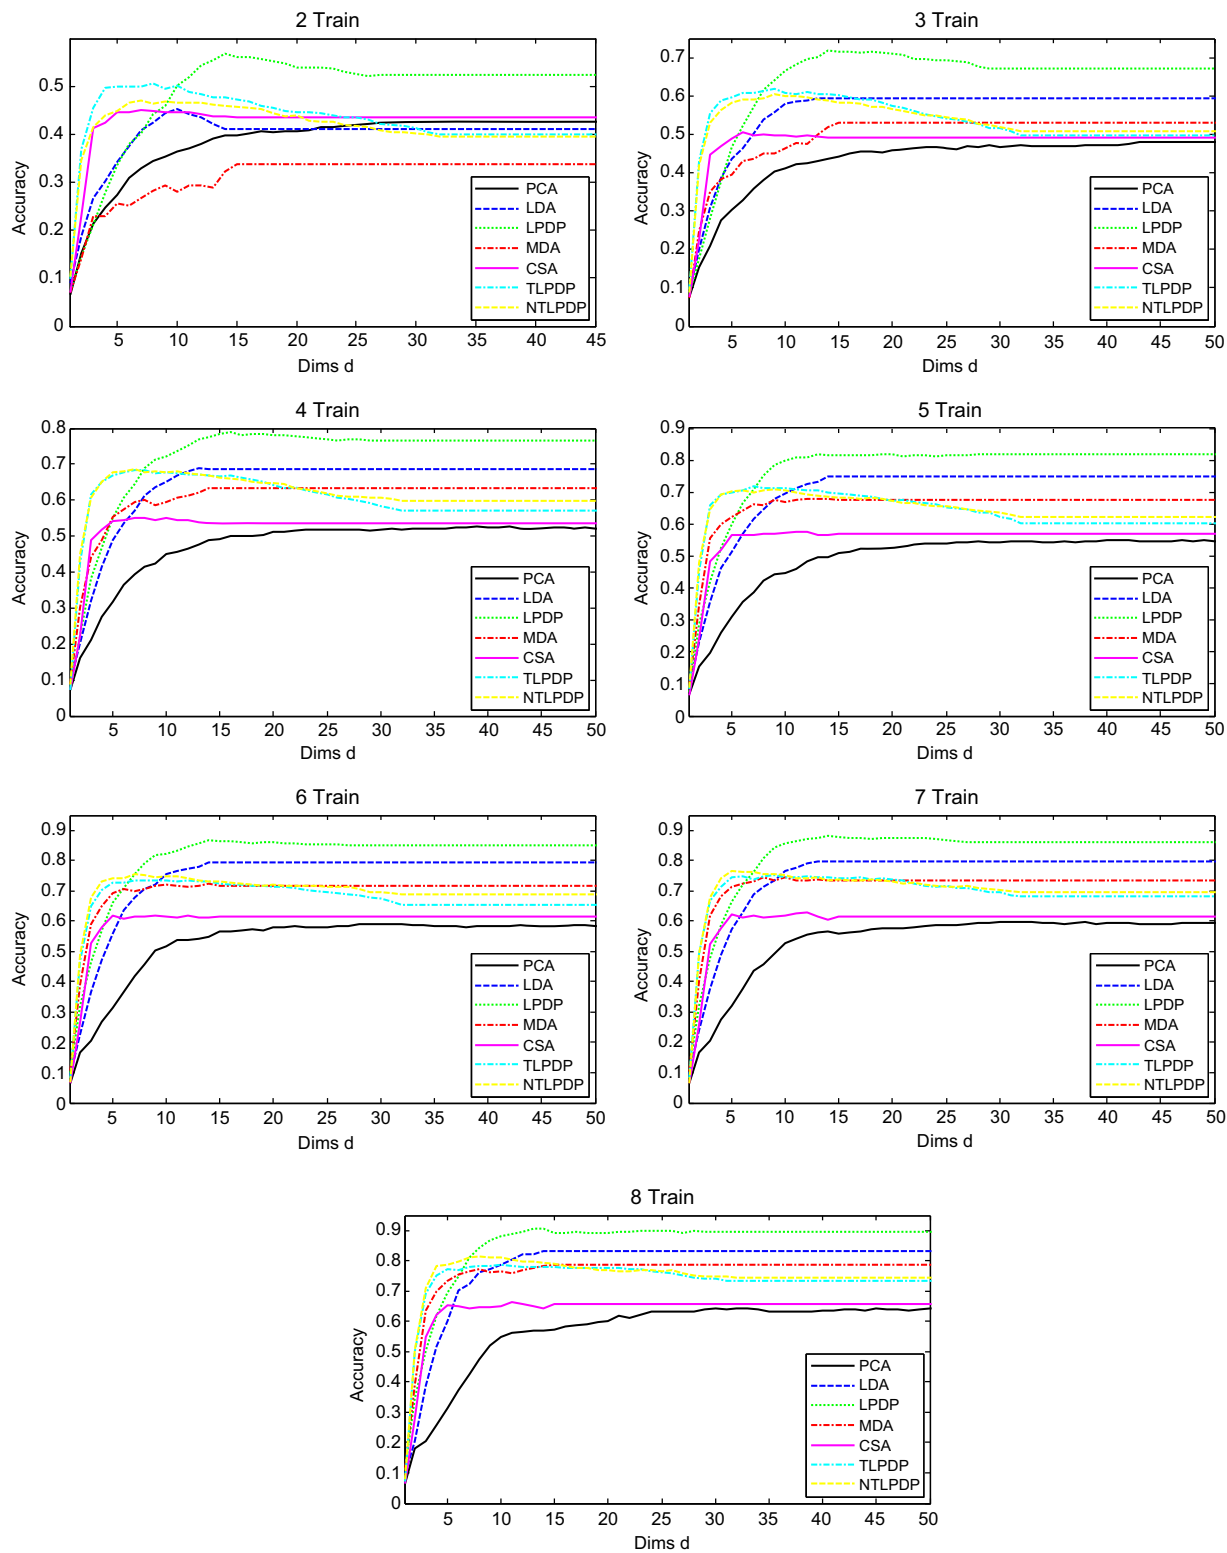 2 Train
Accuracy
0.5
0.4
0.3
0.2
0.1
0
5 10 15 20 25 30 35 40 45
Dims d
PCA
LDA
LPDP
MDA
CSA
TLPDP
NTLPDP
3 Train
Accuracy
0.7
0.6
0.5
0.4
0.3
0.2
0.1
0
5 10 15 20 25 30 35 40 45 50
Dims d
PCA
LDA
LPDP
MDA
CSA
TLPDP
NTLPDP
4 Train
Accuracy
0.8
0.7
0.6
0.5
0.4
0.3
0.2
0.1
0
5 10 15 20 25 30 35 40 45 50
Dims d
PCA
LDA
LPDP
MDA
CSA
TLPDP
NTLPDP
5 Train
Accuracy
0.9
0.8
0.7
0.6
0.5
0.4
0.3
0.2
0.1
0
5 10 15 20 25 30 35 40 45 50
Dims d
PCA
LDA
LPDP
MDA
CSA
TLPDP
NTLPDP
6 Train
Accuracy
0.9
0.8
0.7
0.6
0.5
0.4
0.3
0.2
0.1
0
5 10 15 20 25 30 35 40 45 50
Dims d
PCA
LDA
LPDP
MDA
CSA
TLPDP
NTLPDP
7 Train
Accuracy
0.9
0.8
0.7
0.6
0.5
0.4
0.3
0.2
0.1
0
5 10 15 20 25 30 35 40 45 50
Dims d
PCA
LDA
LPDP
MDA
CSA
TLPDP
NTLPDP
8 Train
Accuracy
0.9
0.8
0.7
0.6
0.5
0.4
0.3
0.2
0.1
0
5 10 15 20 25 30 35 40 45 50
Dims d
PCA
LDA
LPDP
MDA
CSA
TLPDP
NTLPDP